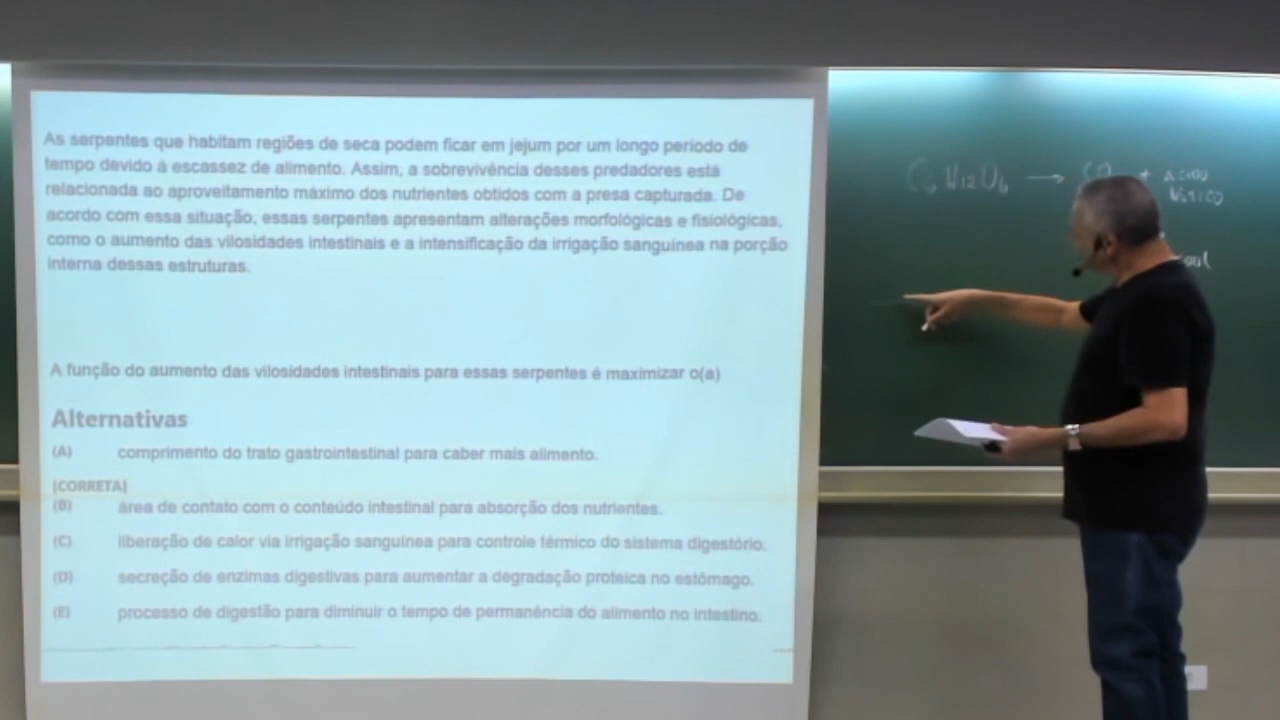 As serpentes que habitam regiões de seca podem ficar em jejum por um longo período de
tempo devido à escassez de alimento. Assim, a sobrevivência desses predadores está
relacionada ao aproveitamento máximo dos nutrientes obtidos com a presa capturada. De
acordo com essa situação, essas serpentes apresentam alterações morfológicas e fisiológicas,
como o aumento das vilosidades intestinais e a intensificação da irrigação sanguínea na porção
interna dessas estruturas.
A função do aumento das vilosidades intestinais para essas serpentes é maximizar o(a)
Alternativas
(A) comprimento do trato gastrointestinal para caber mais alimento.
(CORRETA)
(B) área de contato com o conteúdo intestinal para absorção dos nutrientes.
(C) liberação de calor via irrigação sanguínea para controle térmico do sistema digestório.
(D) secreção de enzimas digestivas para aumentar a degradação proteica no estômago.
(E) processo de digestão para diminuir o tempo de permanência do alimento no intestino.
C6 H12 O6 → CO +